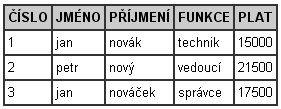 ČÍSLO JMÉNO PŘÍJMENÍ FUNKCE PLAT
1 jan novák technik 15000
2 petr nový vedoucí 21500
3 jan nováček správce 17500